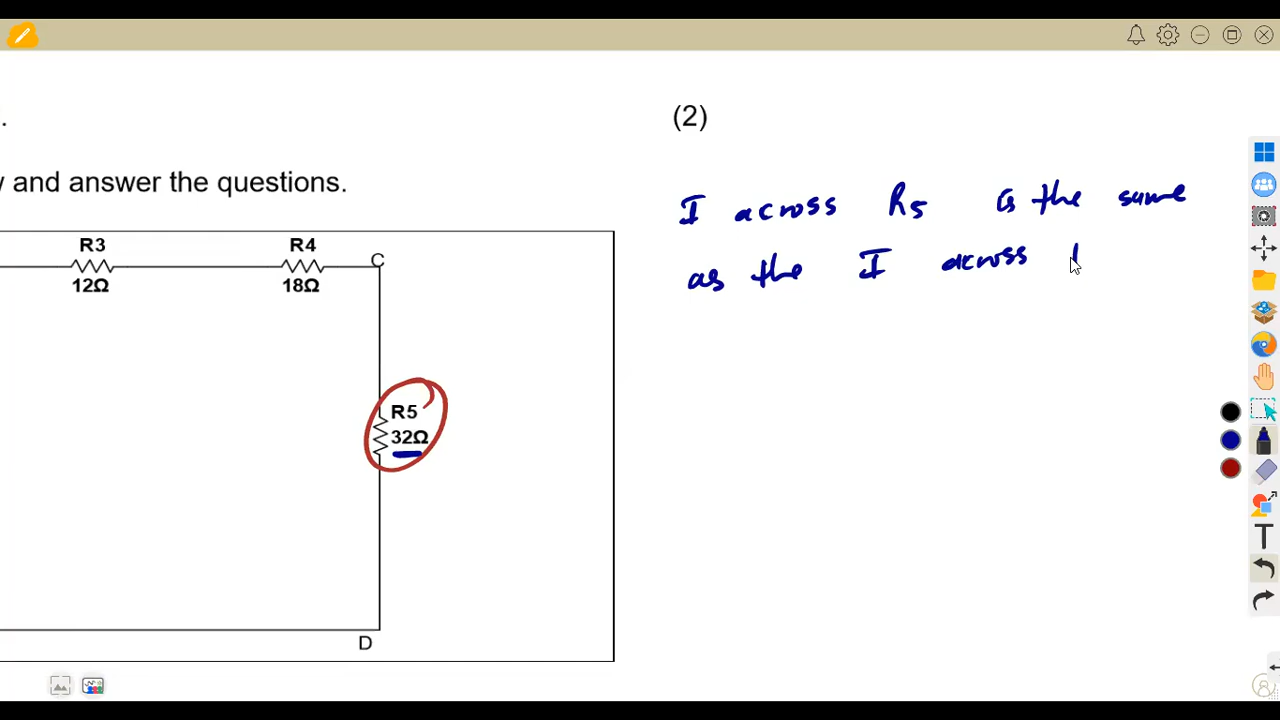 .
(2)
y and answer the questions.
I across R5 is the same
as the I across
R3
12Ω
R4
18Ω
C
R5
32Ω
D
T